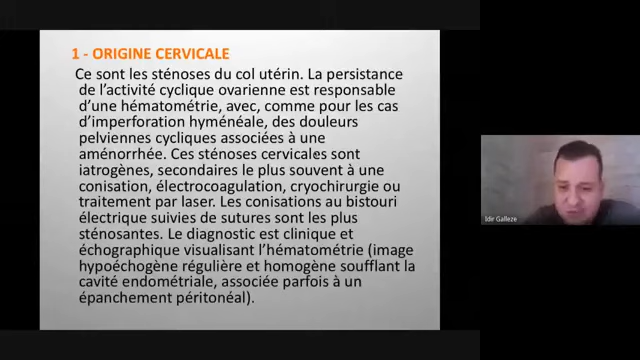 1 - ORIGINE CERVICALE
Ce sont les sténoses du col utérin. La persistance
de l'activité cyclique ovarienne est responsable
d'une hématométrie, avec, comme pour les cas
d'imperforation hyménéale, des douleurs
pelviennes cycliques associées à une
aménorrhée. Ces sténoses cervicales sont
iatrogènes, secondaires le plus souvent à une
conisation, électrocoagulation, cryochirurgie ou
traitement par laser. Les conisations au bistouri
électrique suivies de sutures sont les plus
sténosantes. Le diagnostic est clinique et
échographique visualisant l'hématométrie (image
hypoéchogène régulière et homogène soufflant la
cavité endométriale, associée parfois à un
épanchement péritonéal).
Idir Galleze